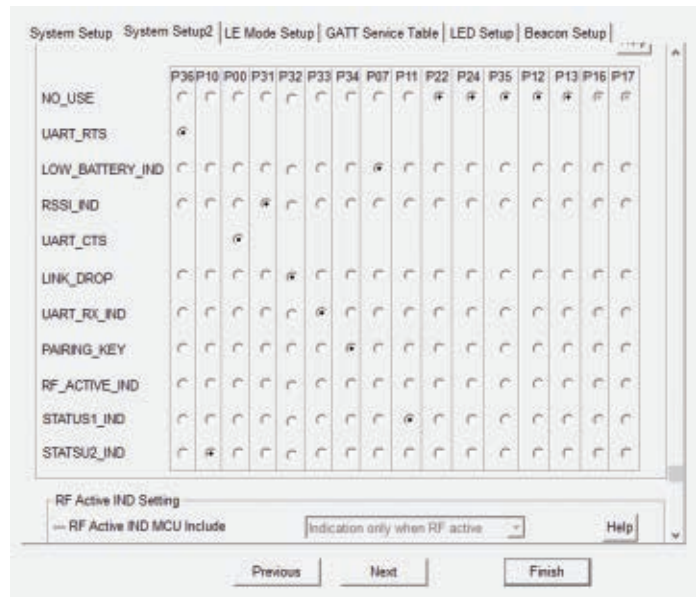 System Setup System Setup2 LE Mode Setup GATT Service Table LED Setup Beacon Setup
P36 P10 P00 P31 P32 P33 P34 P07 P11 P22 P24 P35 P12 P13 P16 P17
NO_USE
UART_RTS
LOW_BATTERY_IND
RSSI_IND
UART_CTS
LINK_DROP
UART_RX_IND
PAIRING_KEY
RF_ACTIVE_IND
STATUS1_IND
STATSU2_IND
RF Active IND Setting
--- RF Active IND MCU Include Indication only when RF active Help
Previous Next Finish